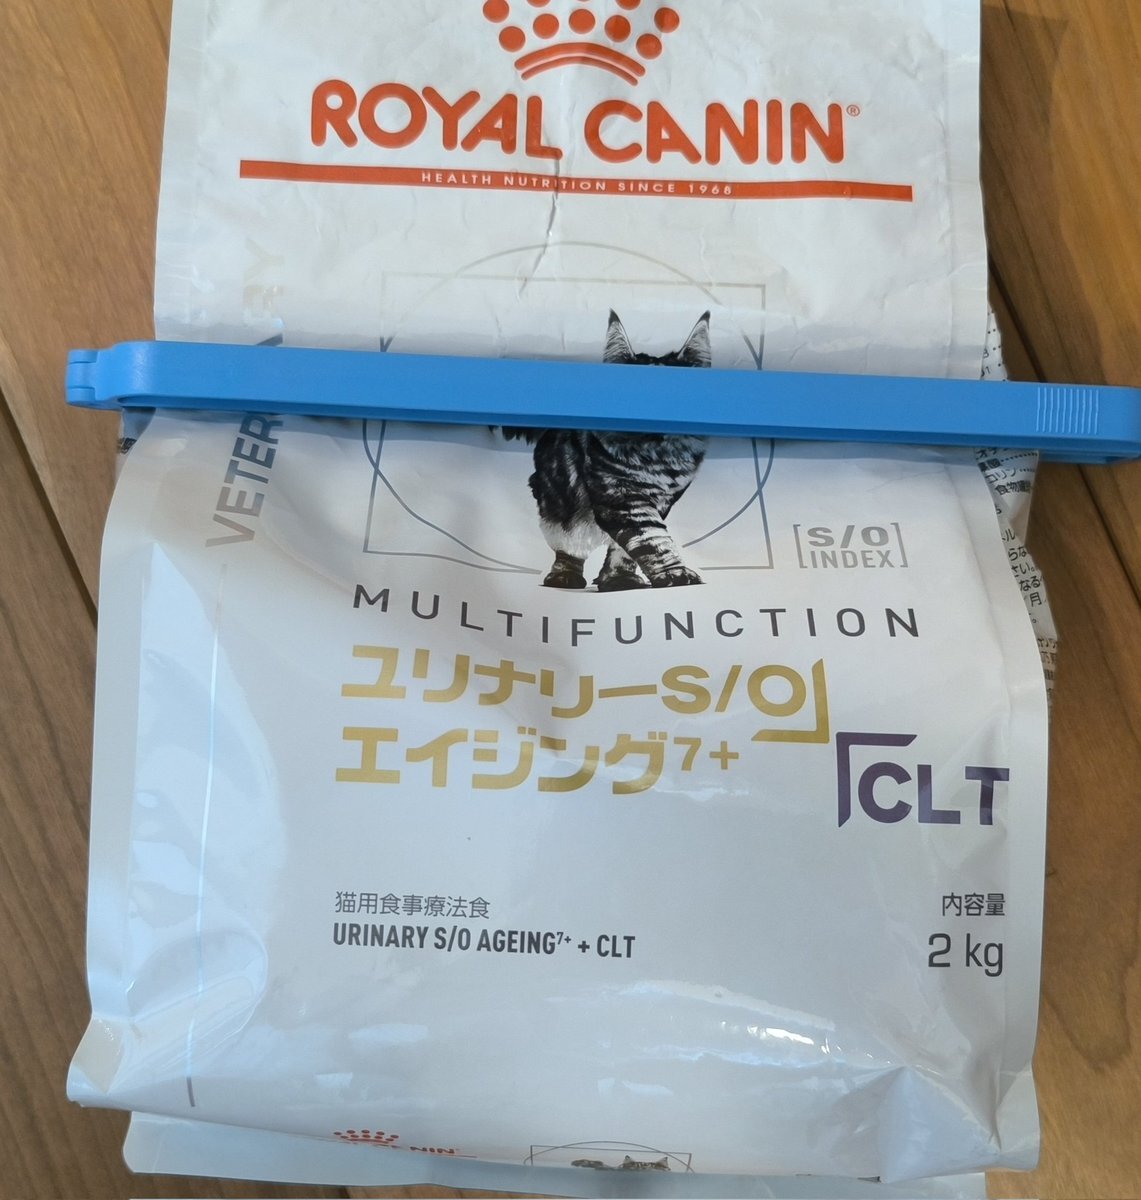 ROYAL CANIN®
HEALTH NUTRITION SINCE 1968
[S/O
INDEX]
MULTIFUNCTION
ユリナリーS/O
エイジング7+
CLT
猫用食事療法食
URINARY S/O AGEING7+ + CLT
内容量
2 kg